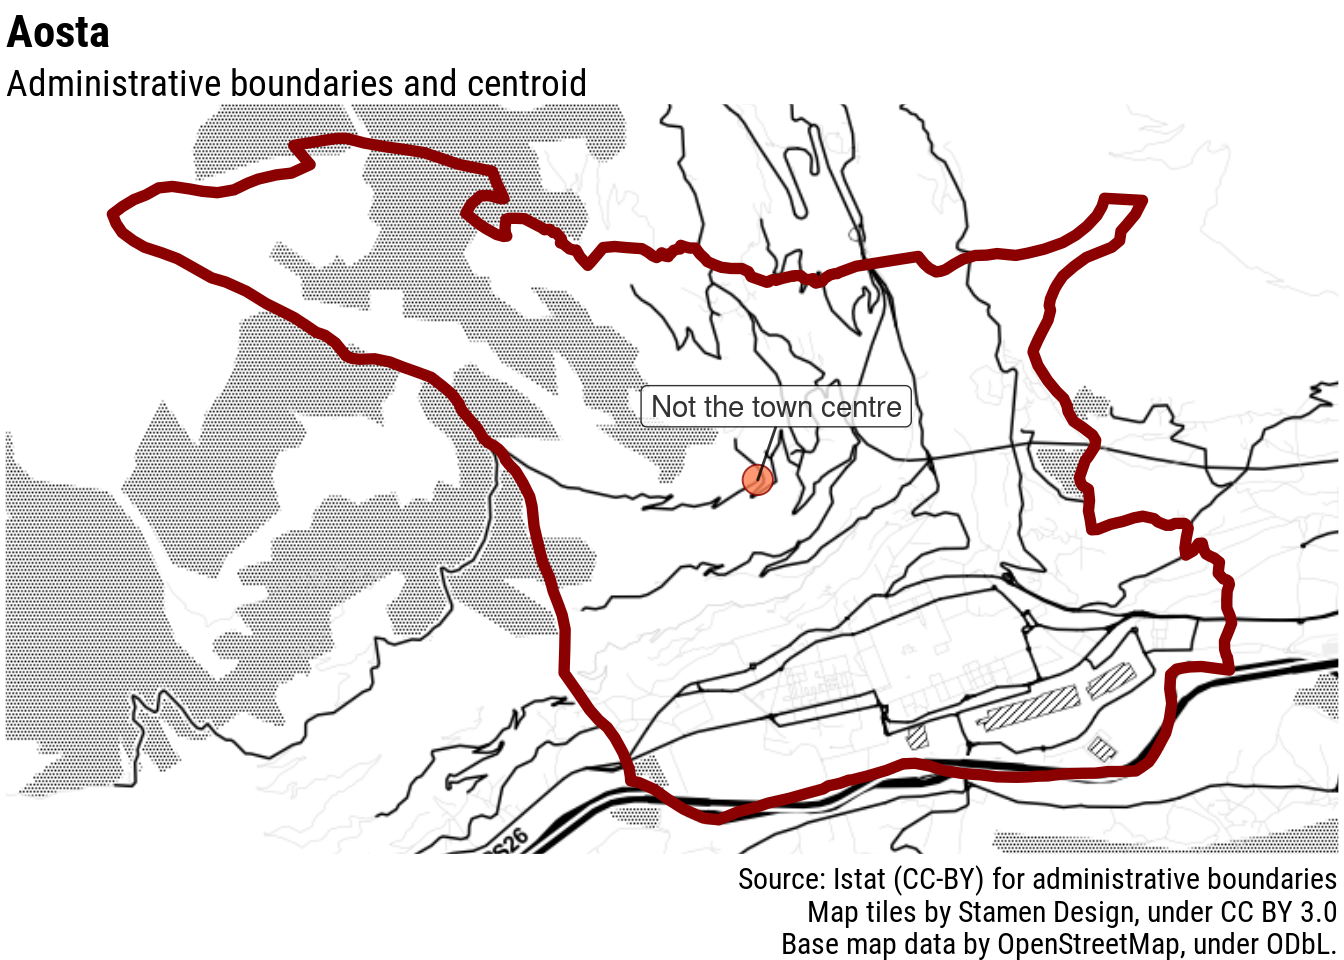 Aosta
Administrative boundaries and centroid
Not the town centre
SS26
Source: Istat (CC-BY) for administrative boundaries
Map tiles by Stamen Design, under CC BY 3.0
Base map data by OpenStreetMap, under ODbL.